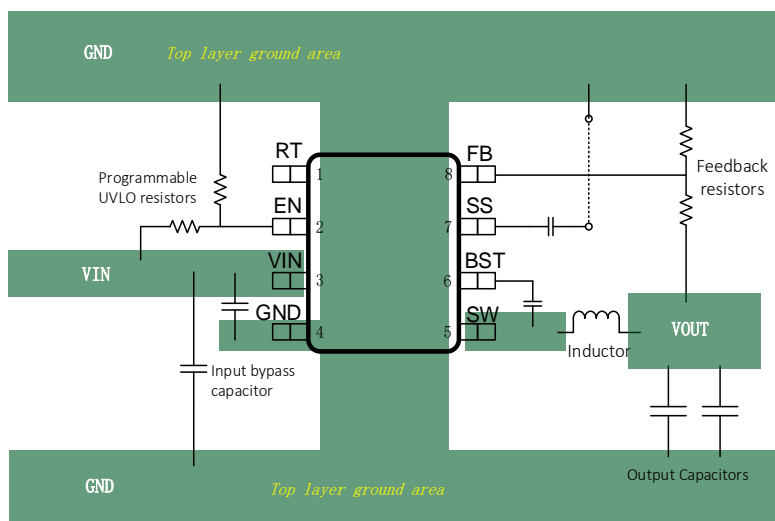 GND
Top layer ground area
RT
1
8
FB
Programmable
UVLO resistors
Feedback
resistors
EN
2
7
SS
VIN
VIN
3
6
BST
GND
4
5
SW
VOUT
Inductor
Input bypass
capacitor
Output Capacitors
GND
Top layer ground area